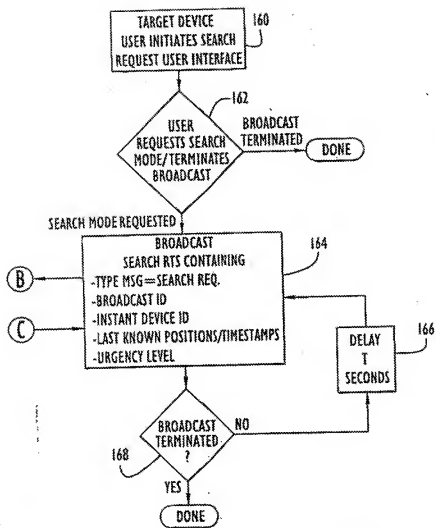 TARGET DEVICE
USER INITIATES SEARCH
REQUEST USER INTERFACE
160
162
USER
REQUESTS SEARCH
MODE/TERMINATES
BROADCAST
BROADCAST
TERMINATED
DONE
SEARCH MODE REQUESTED
BROADCAST
SEARCH RTS CONTAINING
-TYPE MSG=SEARCH REQ.
-BROADCAST ID
-INSTANT DEVICE ID
-LAST KNOWN POSITIONS/TIMESTAMPS
-URGENCY LEVEL
164
B
C
DELAY
T
SECONDS
166
BROADCAST
TERMINATED
?
NO
168
YES
DONE